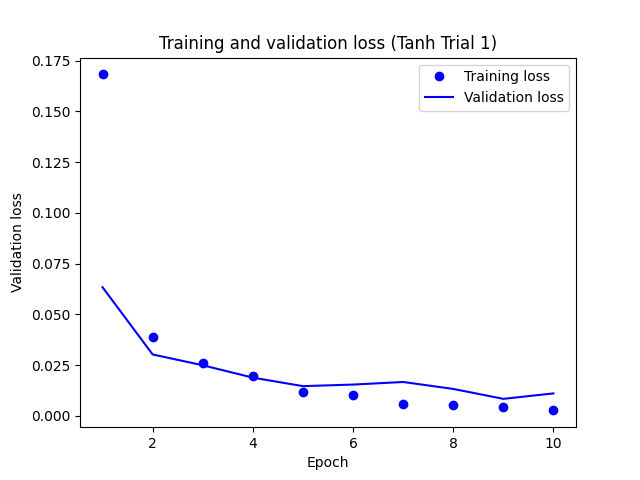 Training and validation loss (Tanh Trial 1)
Training loss
Validation loss
Validation loss
0.175
0.150
0.125
0.100
0.075
0.050
0.025
0.000
2 4 6 8 10
Epoch